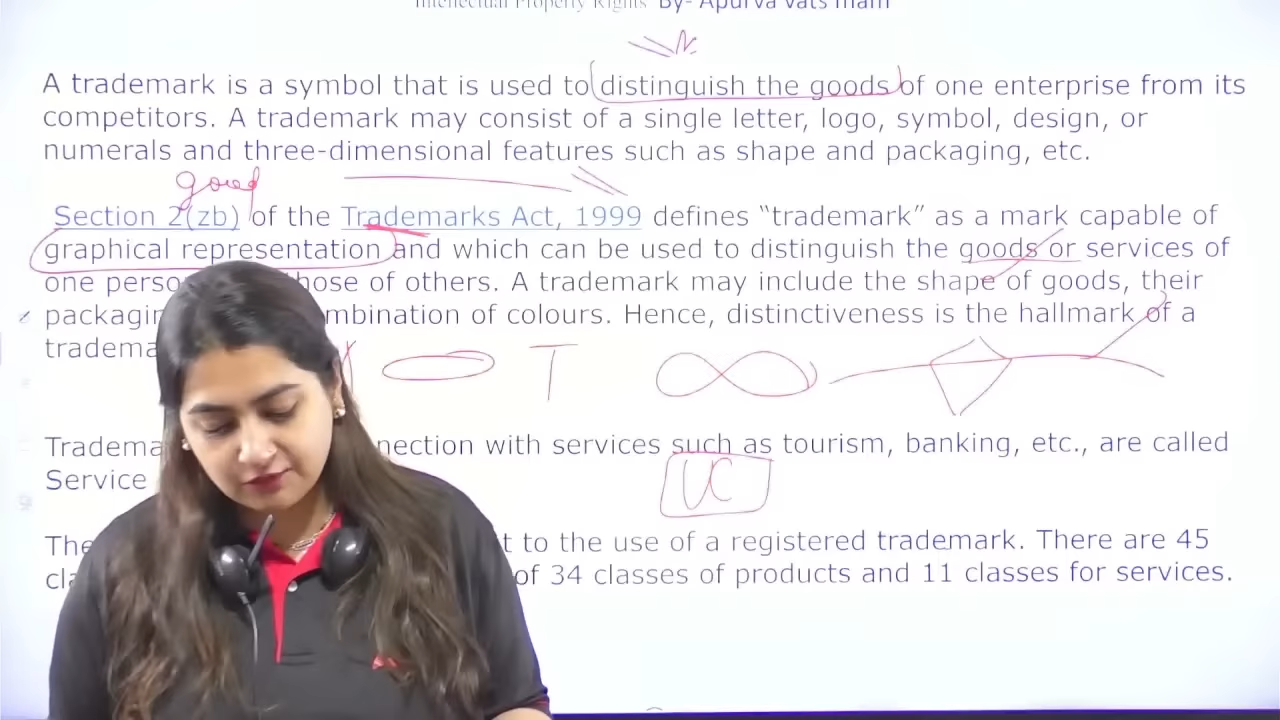 Intellectual Property Rights By- Apurva Vats mam
A trademark is a symbol that is used to distinguish the goods of one enterprise from its
competitors. A trademark may consist of a single letter, logo, symbol, design, or
numerals and three-dimensional features such as shape and packaging, etc.
good
Section 2(zb) of the Trademarks Act, 1999 defines “trademark” as a mark capable of
graphical representation and which can be used to distinguish the goods or services of
one perso hose of others. A trademark may include the shape of goods, their
packagin mbination of colours. Hence, distinctiveness is the hallmark of a
tradema
T
Tradema nnection with services such as tourism, banking, etc., are called
UC
Service
The t to the use of a registered trademark. There are 45
cla of 34 classes of products and 11 classes for services.